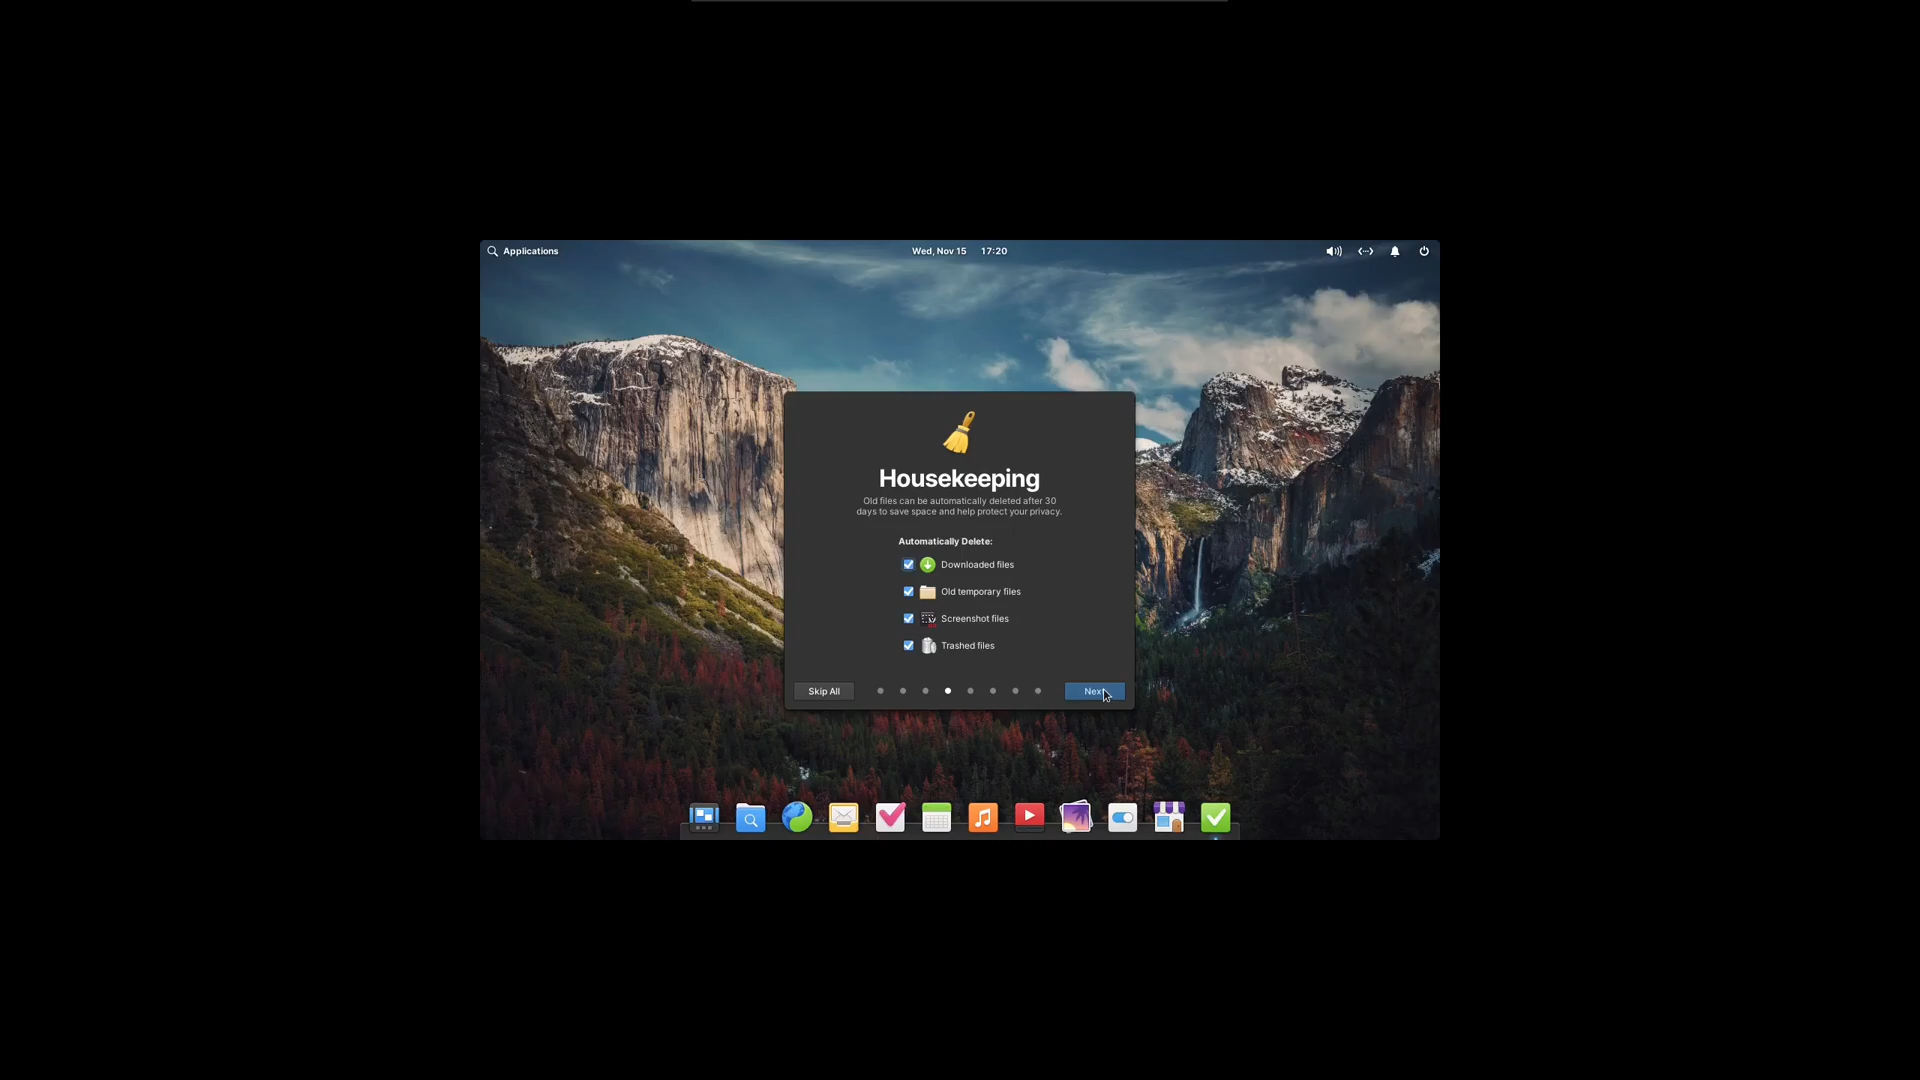 Applications
Wed, Nov 15 17:20
Housekeeping
Old files can be automatically deleted after 30
days to save space and help protect your privacy.
Automatically Delete:
Downloaded files
Old temporary files
Screenshot files
Trashed files
Skip All
Next